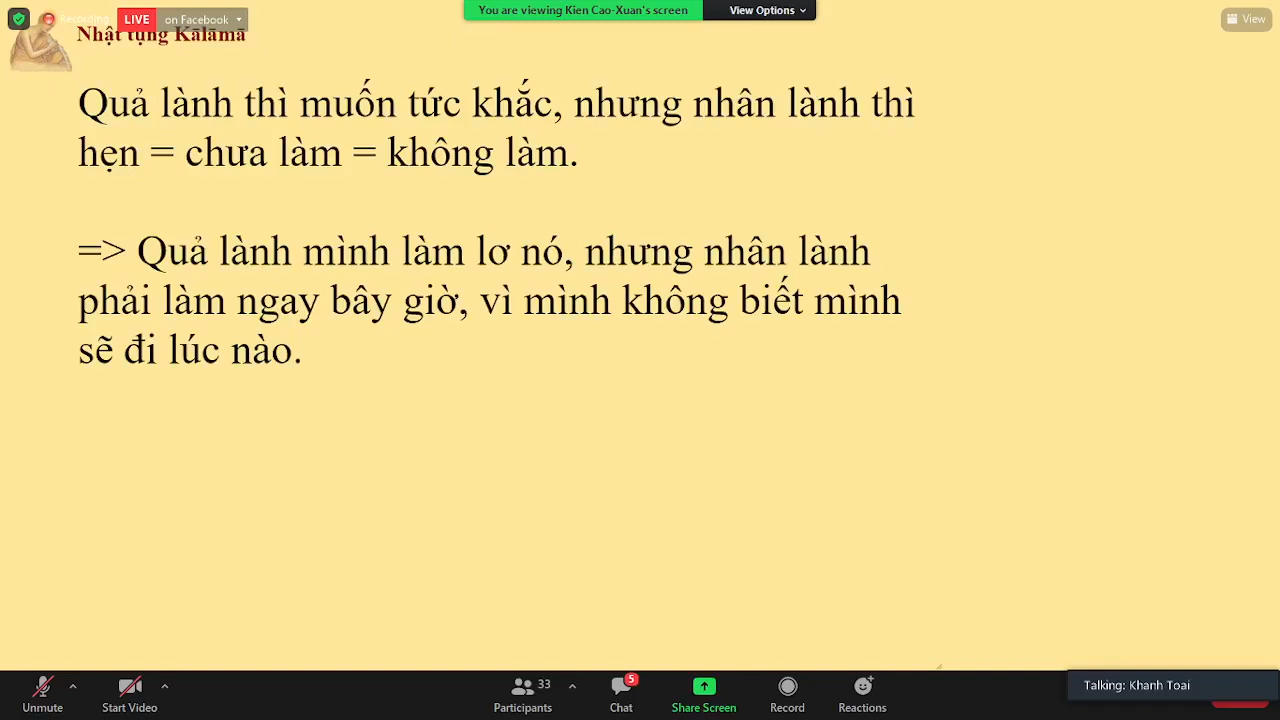 Recording
LIVE on Facebook
You are viewing Kien Cao-Xuan's screen View Options
View
Nhật tụng Kālāmā
Quả lành thì muốn tức khắc, nhưng nhân lành thì
hẹn = chưa làm = không làm.
=> Quả lành mình làm lơ nó, nhưng nhân lành
phải làm ngay bây giờ, vì mình không biết mình
sẽ đi lúc nào.
Talking: Khanh Toai
Unmute Start Video Participants 33 Chat 5 Share Screen Record Reactions